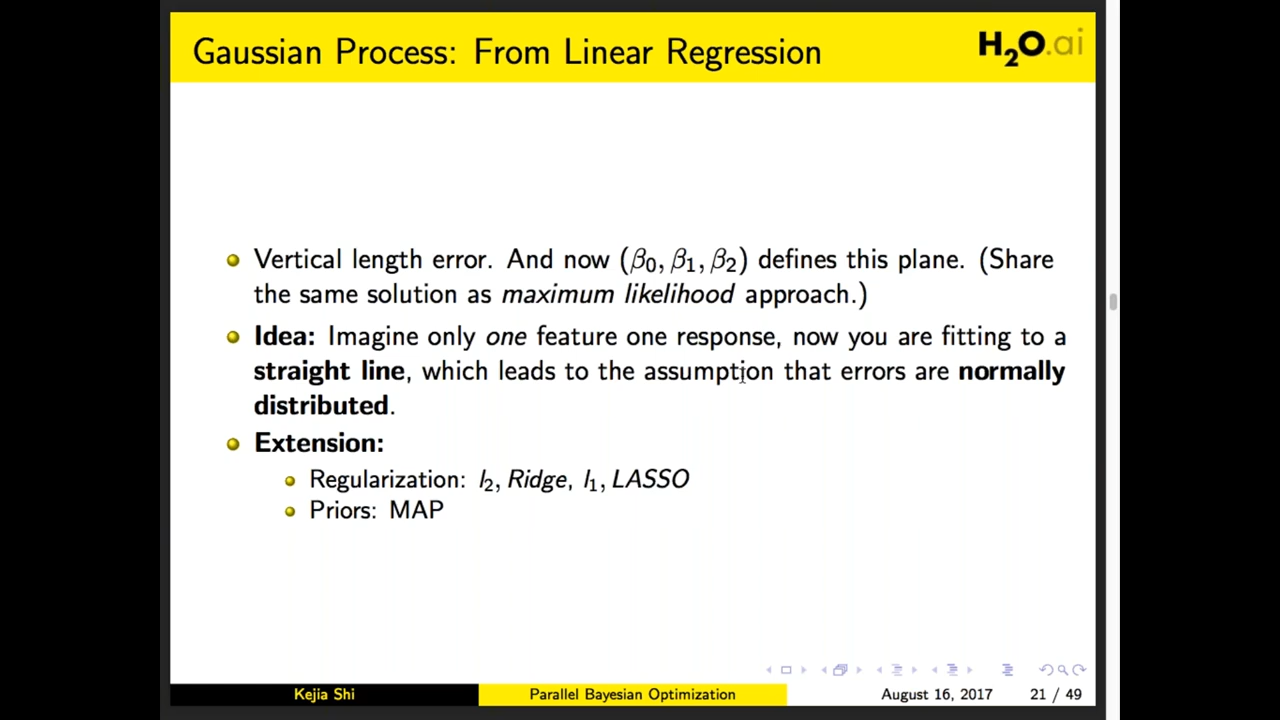 Gaussian Process: From Linear Regression
H2O.ai
Vertical length error. And now (β0, β1, β2) defines this plane. (Share
the same solution as maximum likelihood approach.)
Idea: Imagine only one feature one response, now you are fitting to a
straight line, which leads to the assumption that errors are normally
distributed.
Extension:
Regularization: l2, Ridge, l1, LASSO
Priors: MAP
Kejia Shi Parallel Bayesian Optimization August 16, 2017 21 / 49